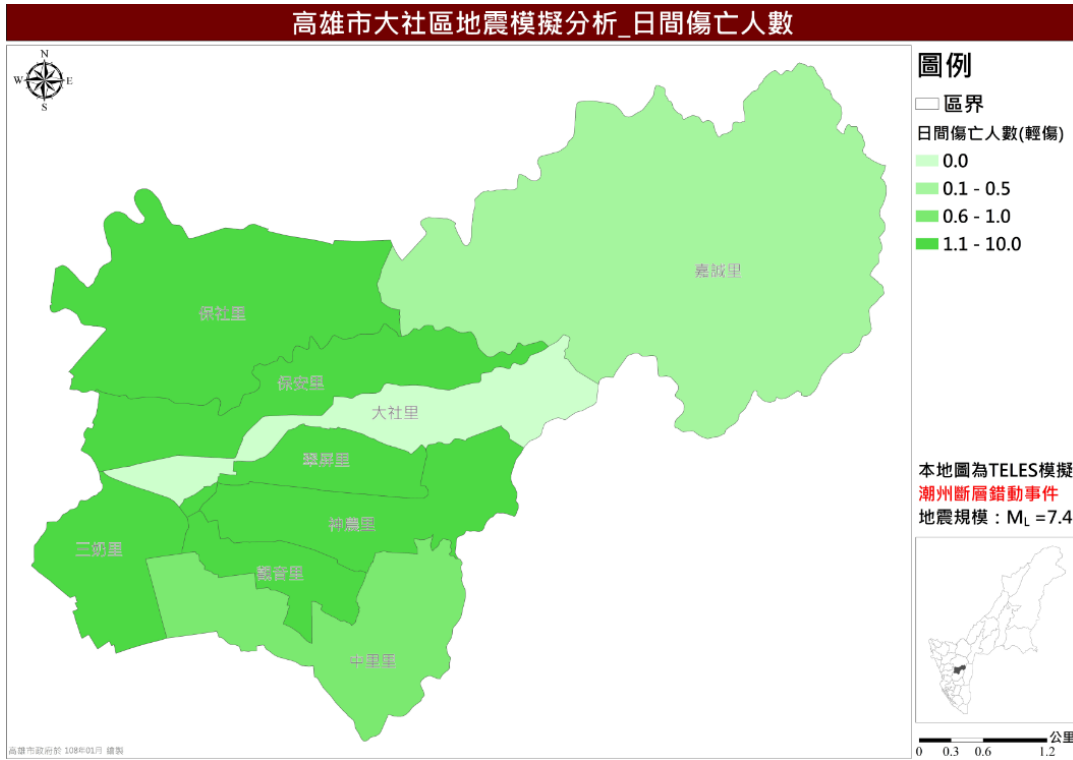 高雄市大社區地震模擬分析_日間傷亡人數
N
W E
S
圖例
區界
日間傷亡人數(輕傷)
0.0
0.1 - 0.5
0.6 - 1.0
1.1 - 10.0
嘉誠里
保社里
保安里
大社里
翠屏里
神農里
三奶里
觀音里
中里里
本地圖為TELES模擬
潮州斷層錯動事件
地震規模：ML =7.4
公里
0 0.3 0.6 1.2
高雄市政府於 108年01月 繪製